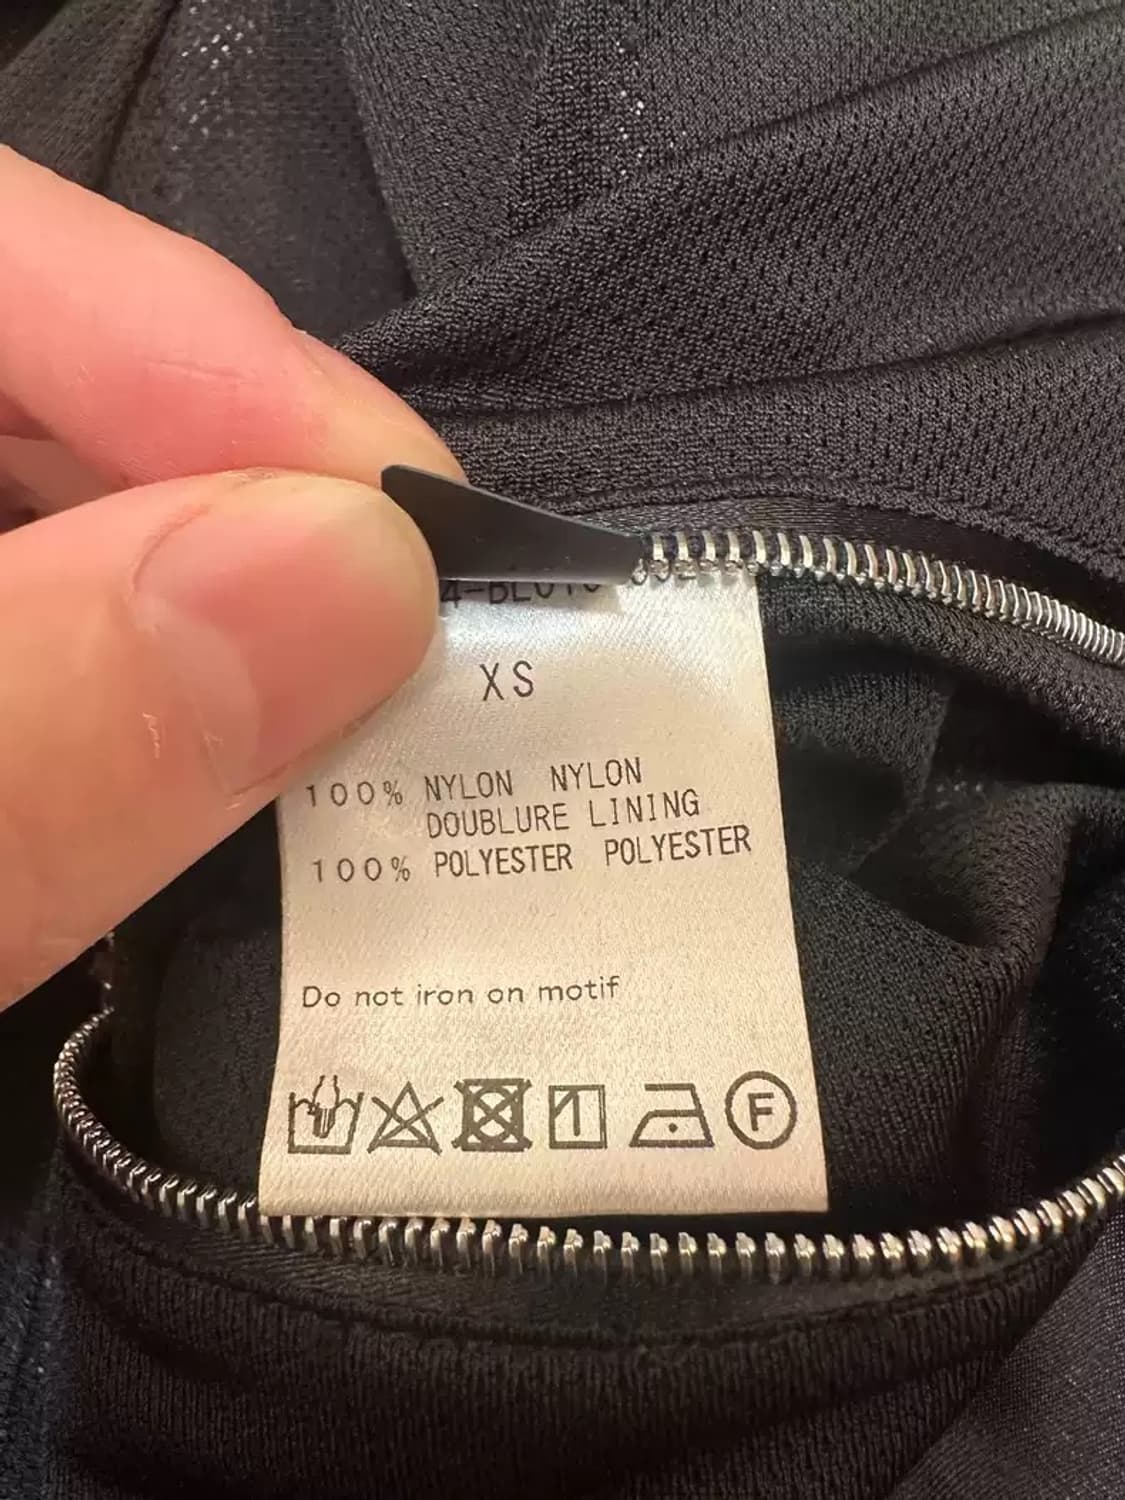 XS
100% NYLON NYLON
DOUBLURE LINING
100% POLYESTER POLYESTER
Do not iron on motif
F